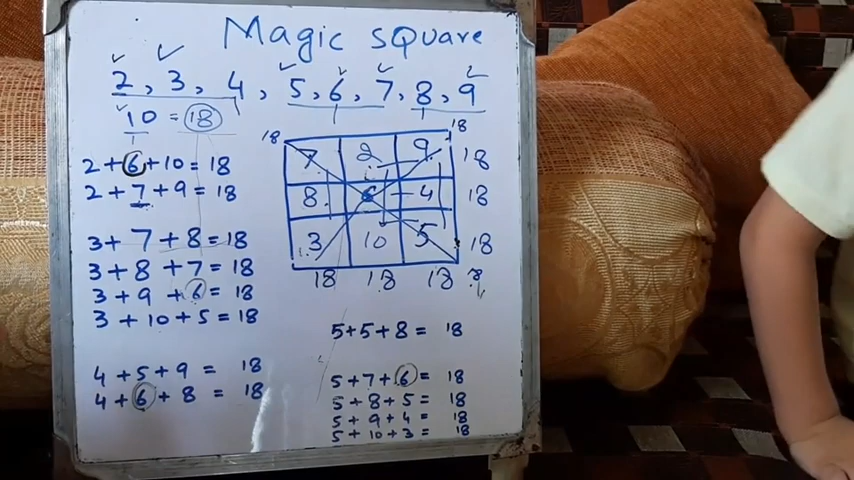 Magic square
2, 3, 4, 5, 6, 7, 8, 9
10 = 18
2+6+10 = 18
2+7+9 = 18
3+7+8 = 18
3+8+7 = 18
3+9+6 = 18
3+10+5 = 18
4+5+9 = 18
4+6+8 = 18
18 18
7 2 9 18
8 6 4 18
3 10 5 18
18 18 18
5+5+8 = 18
5+7+6 = 18
5+8+5 = 18
5+9+4 = 18
5+10+3 = 18